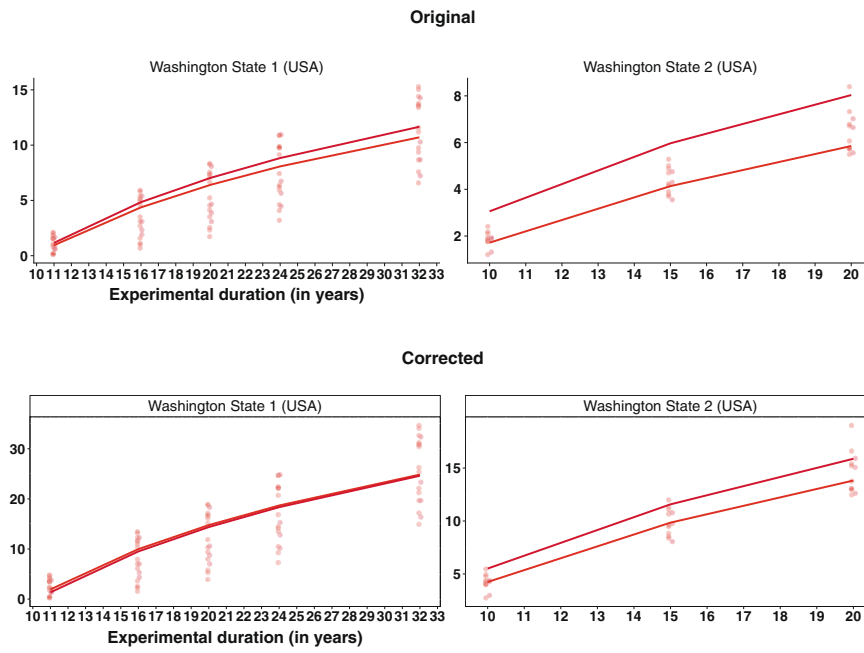 Original
Washington State 1 (USA)
Washington State 2 (USA)
15
10
5
0
8
6
4
2
10 11 12 13 14 15 16 17 18 19 20 21 22 23 24 25 26 27 28 29 30 31 32 33
10 11 12 13 14 15 16 17 18 19 20
Experimental duration (in years)
Corrected
Washington State 1 (USA)
Washington State 2 (USA)
30
20
10
0
15
10
5
10 11 12 13 14 15 16 17 18 19 20 21 22 23 24 25 26 27 28 29 30 31 32 33
10 11 12 13 14 15 16 17 18 19 20
Experimental duration (in years)